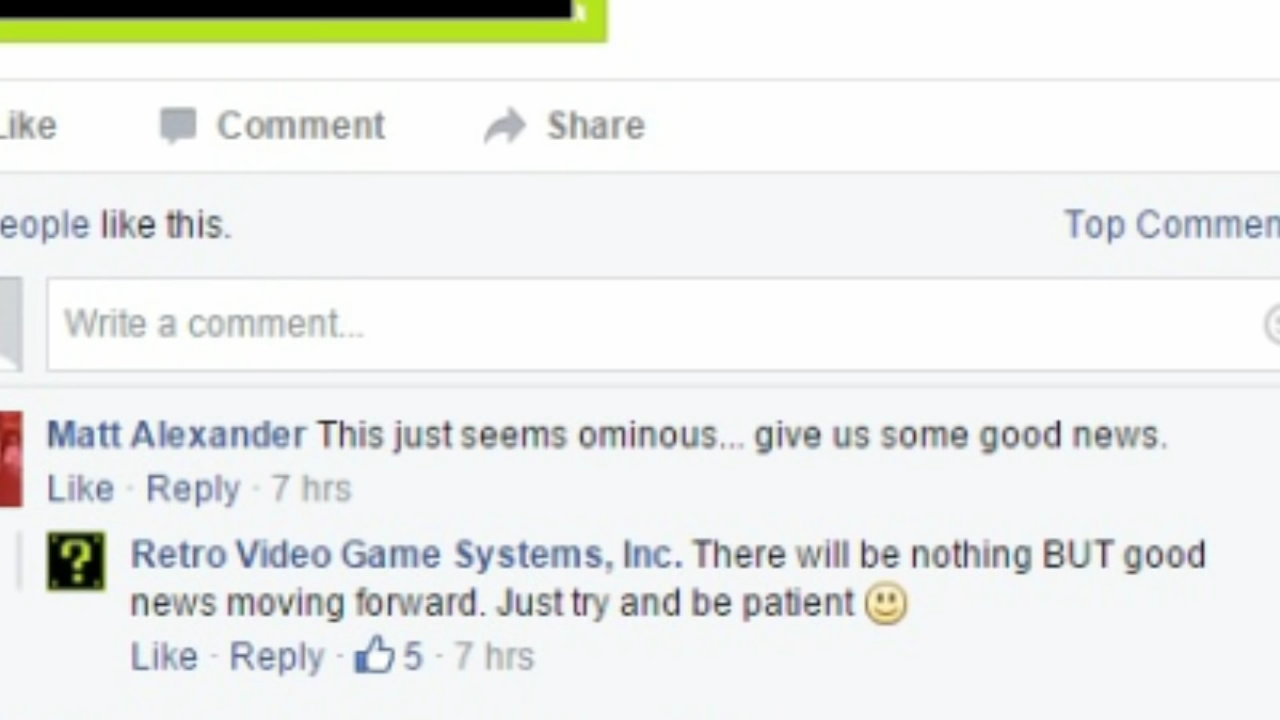 Like
Comment
Share
eople like this.
Top Commen
Write a comment...
Matt Alexander This just seems ominous... give us some good news.
Like · Reply · 7 hrs
?
Retro Video Game Systems, Inc. There will be nothing BUT good
news moving forward. Just try and be patient
Like · Reply · 5 · 7 hrs